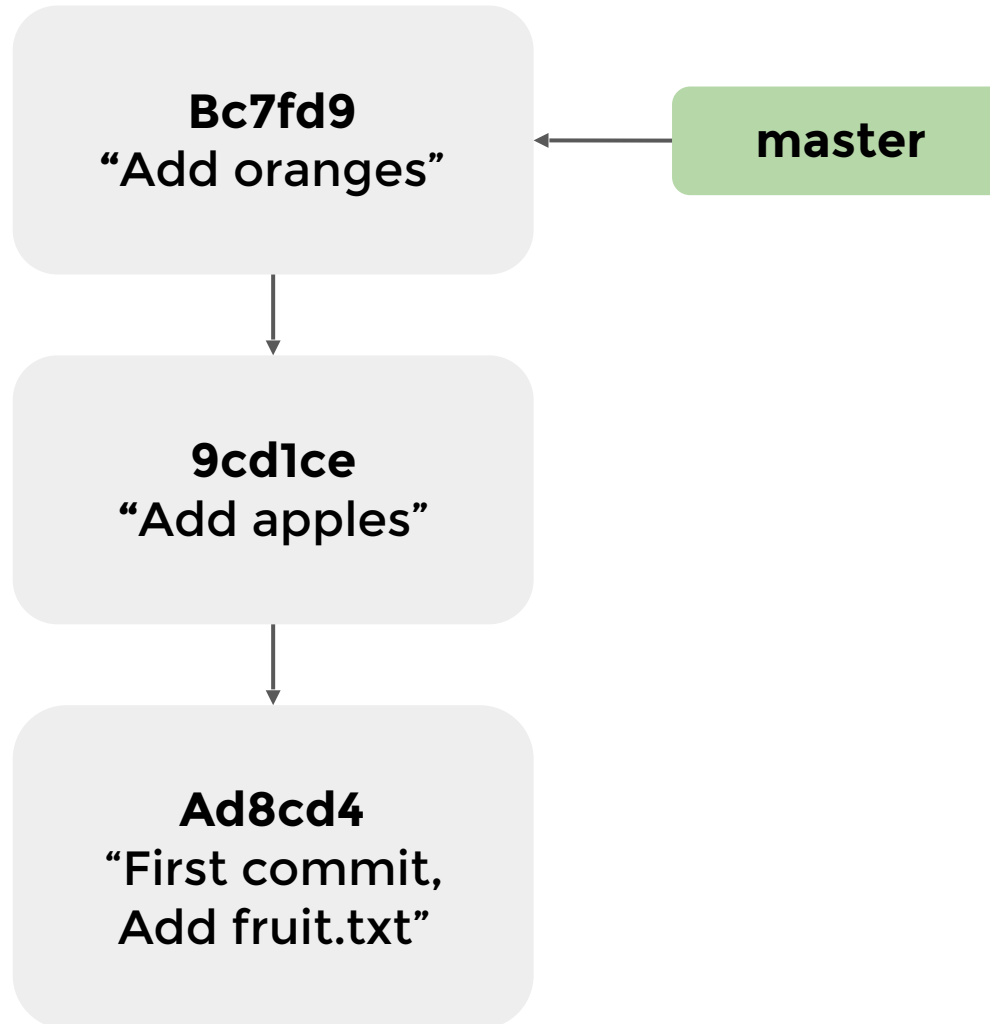 Bc7fd9
“Add oranges”
master
9cd1ce
“Add apples”
Ad8cd4
“First commit,
Add fruit.txt”